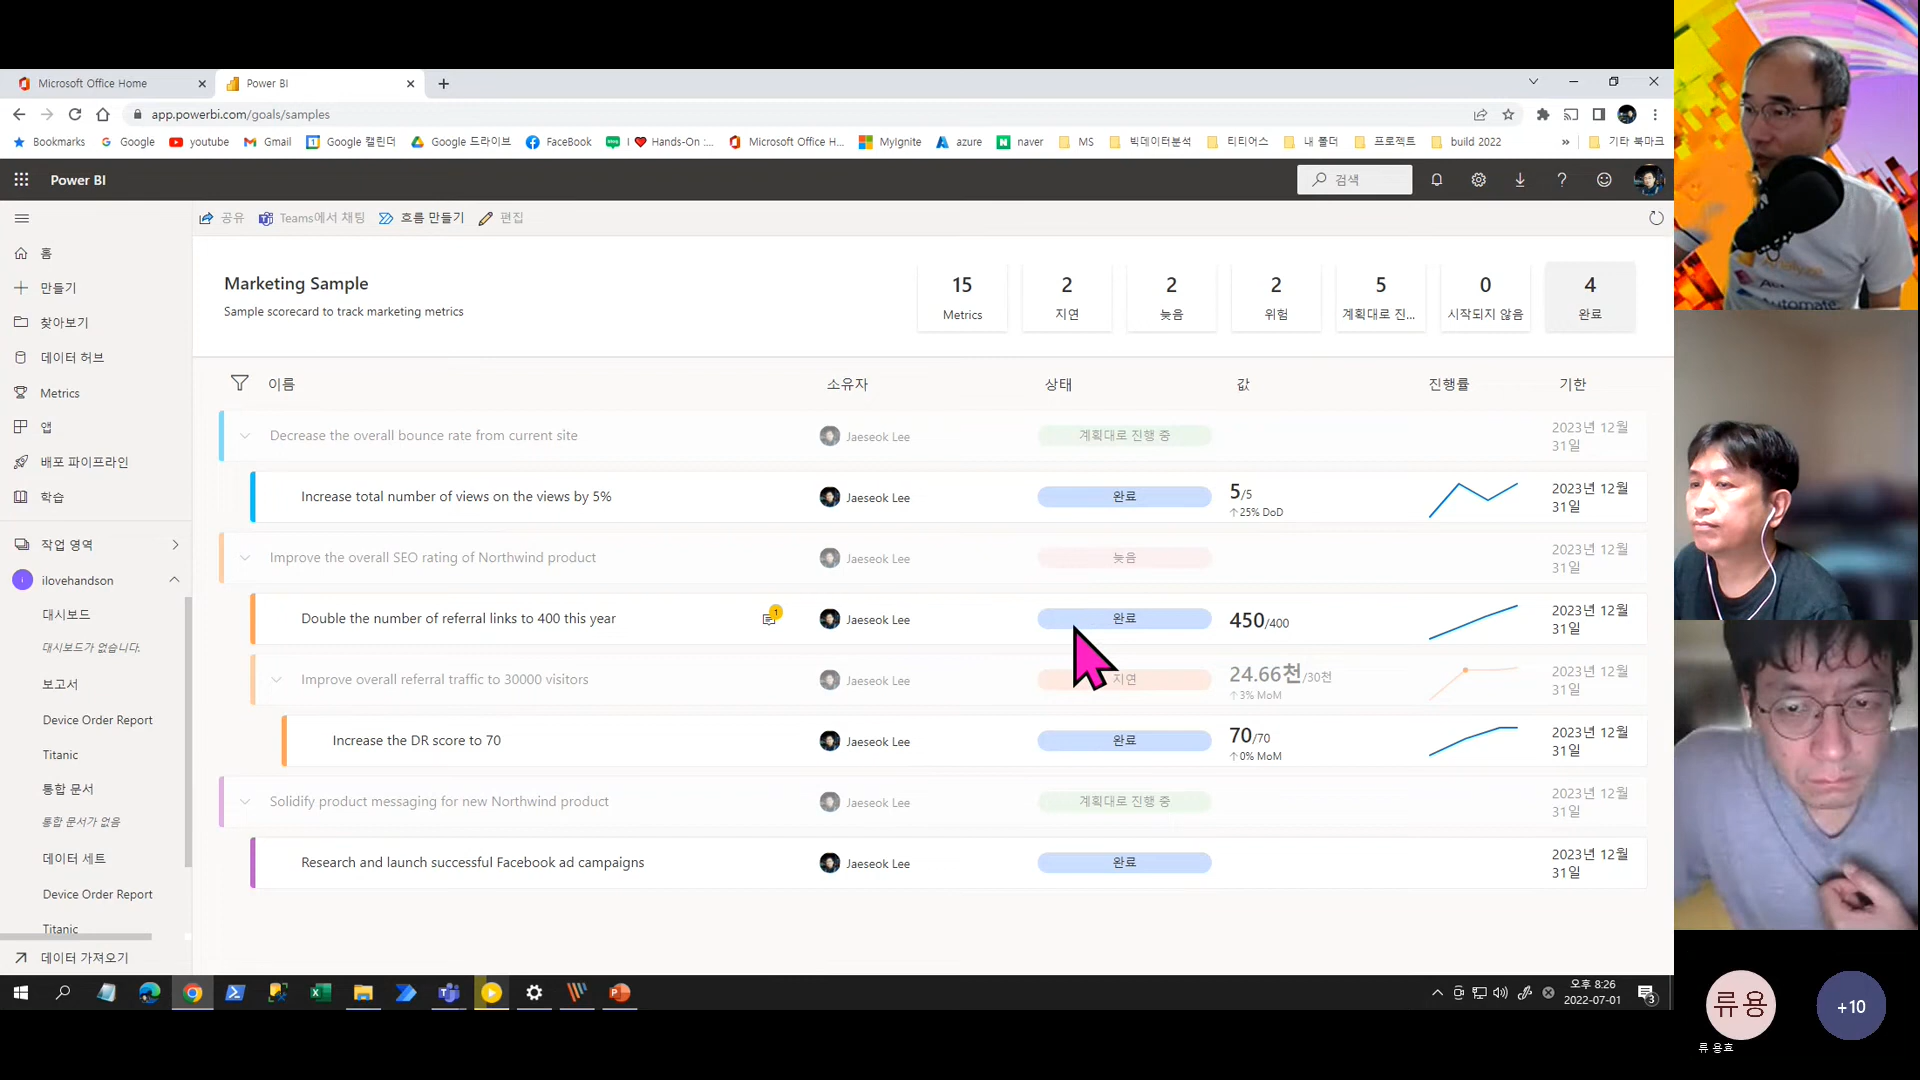 Microsoft Office Home
Power BI
app.powerbi.com/goals/samples
Bookmarks
Google
youtube
Gmail
Google 캘린더
Google 드라이브
FaceBook
I ❤ Hands-On :...
Microsoft Office H...
MyIgnite
azure
naver
MS
빅데이터분석
티티어스
내 폴더
프로젝트
build 2022
»
기타 북마크
Power BI
검색
공유
Teams에서 채팅
흐름 만들기
편집
홈
만들기
찾아보기
데이터 허브
Metrics
앱
배포 파이프라인
학습
작업 영역
ilovehandson
대시보드
대시보드가 없습니다.
보고서
Device Order Report
Titanic
통합 문서
통합 문서가 없음
데이터 세트
Device Order Report
Titanic
데이터 가져오기
Marketing Sample
Sample scorecard to track marketing metrics
15
Metrics
2
지연
2
늦음
2
위험
5
계획대로 진...
0
시작되지 않음
4
완료
이름
소유자
상태
값
진행률
기한
Decrease the overall bounce rate from current site
Jaeseok Lee
계획대로 진행 중
2023년 12월
31일
Increase total number of views on the views by 5%
Jaeseok Lee
완료
5/5
↑25% DoD
2023년 12월
31일
Improve the overall SEO rating of Northwind product
Jaeseok Lee
늦음
2023년 12월
31일
Double the number of referral links to 400 this year
1
Jaeseok Lee
완료
450/400
2023년 12월
31일
Improve overall referral traffic to 30000 visitors
Jaeseok Lee
지연
24.66천/30천
↑3% MoM
2023년 12월
31일
Increase the DR score to 70
Jaeseok Lee
완료
70/70
↑0% MoM
2023년 12월
31일
Solidify product messaging for new Northwind product
Jaeseok Lee
계획대로 진행 중
2023년 12월
31일
Research and launch successful Facebook ad campaigns
Jaeseok Lee
완료
2023년 12월
31일
오후 8:26
2022-07-01
3
Automate
류용
류 용효
+10